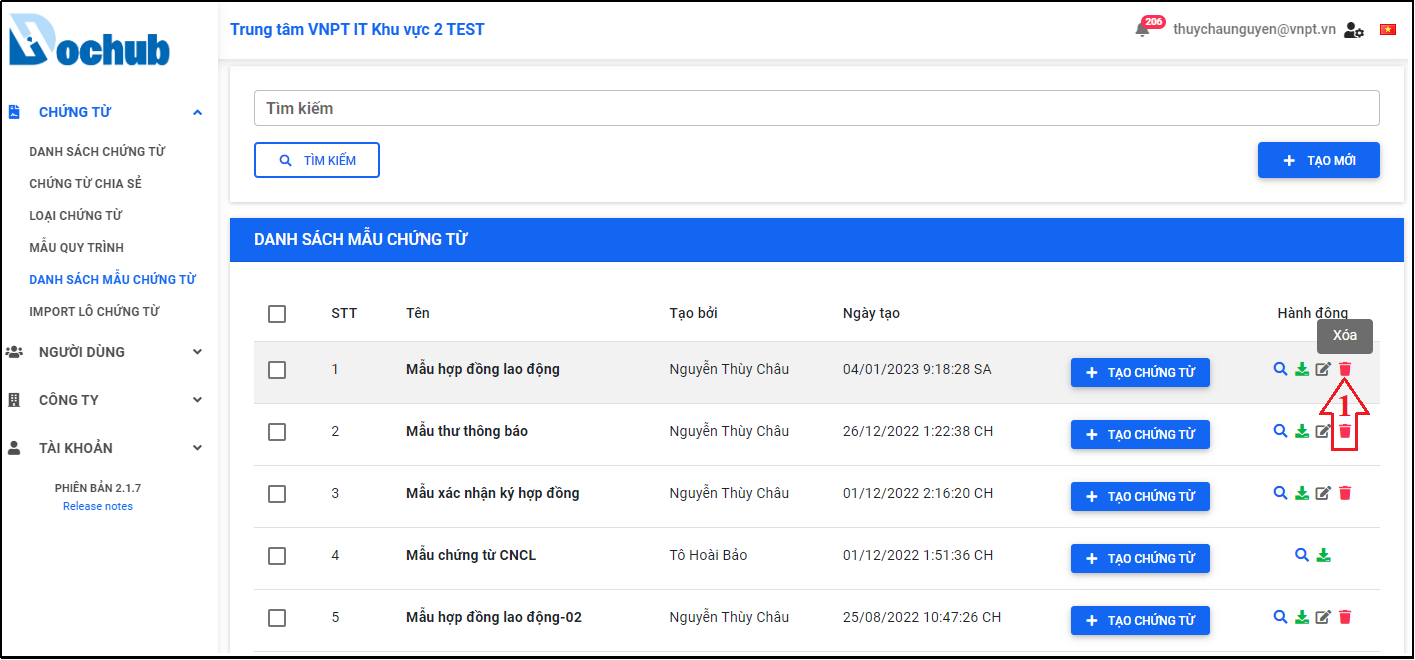 Dochub
Trung tâm VNPT IT Khu vực 2 TEST
206
thuychaunguyen@vnpt.vn
CHỨNG TỪ
DANH SÁCH CHỨNG TỪ
CHỨNG TỪ CHIA SẺ
LOẠI CHỨNG TỪ
MẪU QUY TRÌNH
DANH SÁCH MẪU CHỨNG TỪ
IMPORT LÔ CHỨNG TỪ
NGƯỜI DÙNG
CÔNG TY
TÀI KHOẢN
PHIÊN BẢN 2.1.7
Release notes
Tìm kiếm
TÌM KIẾM
TẠO MỚI
DANH SÁCH MẪU CHỨNG TỪ
STT Tên Tạo bởi Ngày tạo Hành động
Xóa
1 Mẫu hợp đồng lao động Nguyễn Thùy Châu 04/01/2023 9:18:28 SA TẠO CHỨNG TỪ
1
2 Mẫu thư thông báo Nguyễn Thùy Châu 26/12/2022 1:22:38 CH TẠO CHỨNG TỪ
3 Mẫu xác nhận ký hợp đồng Nguyễn Thùy Châu 01/12/2022 2:16:20 CH TẠO CHỨNG TỪ
4 Mẫu chứng từ CNCL Tô Hoài Bảo 01/12/2022 1:51:36 CH TẠO CHỨNG TỪ
5 Mẫu hợp đồng lao động-02 Nguyễn Thùy Châu 25/08/2022 10:47:26 CH TẠO CHỨNG TỪ